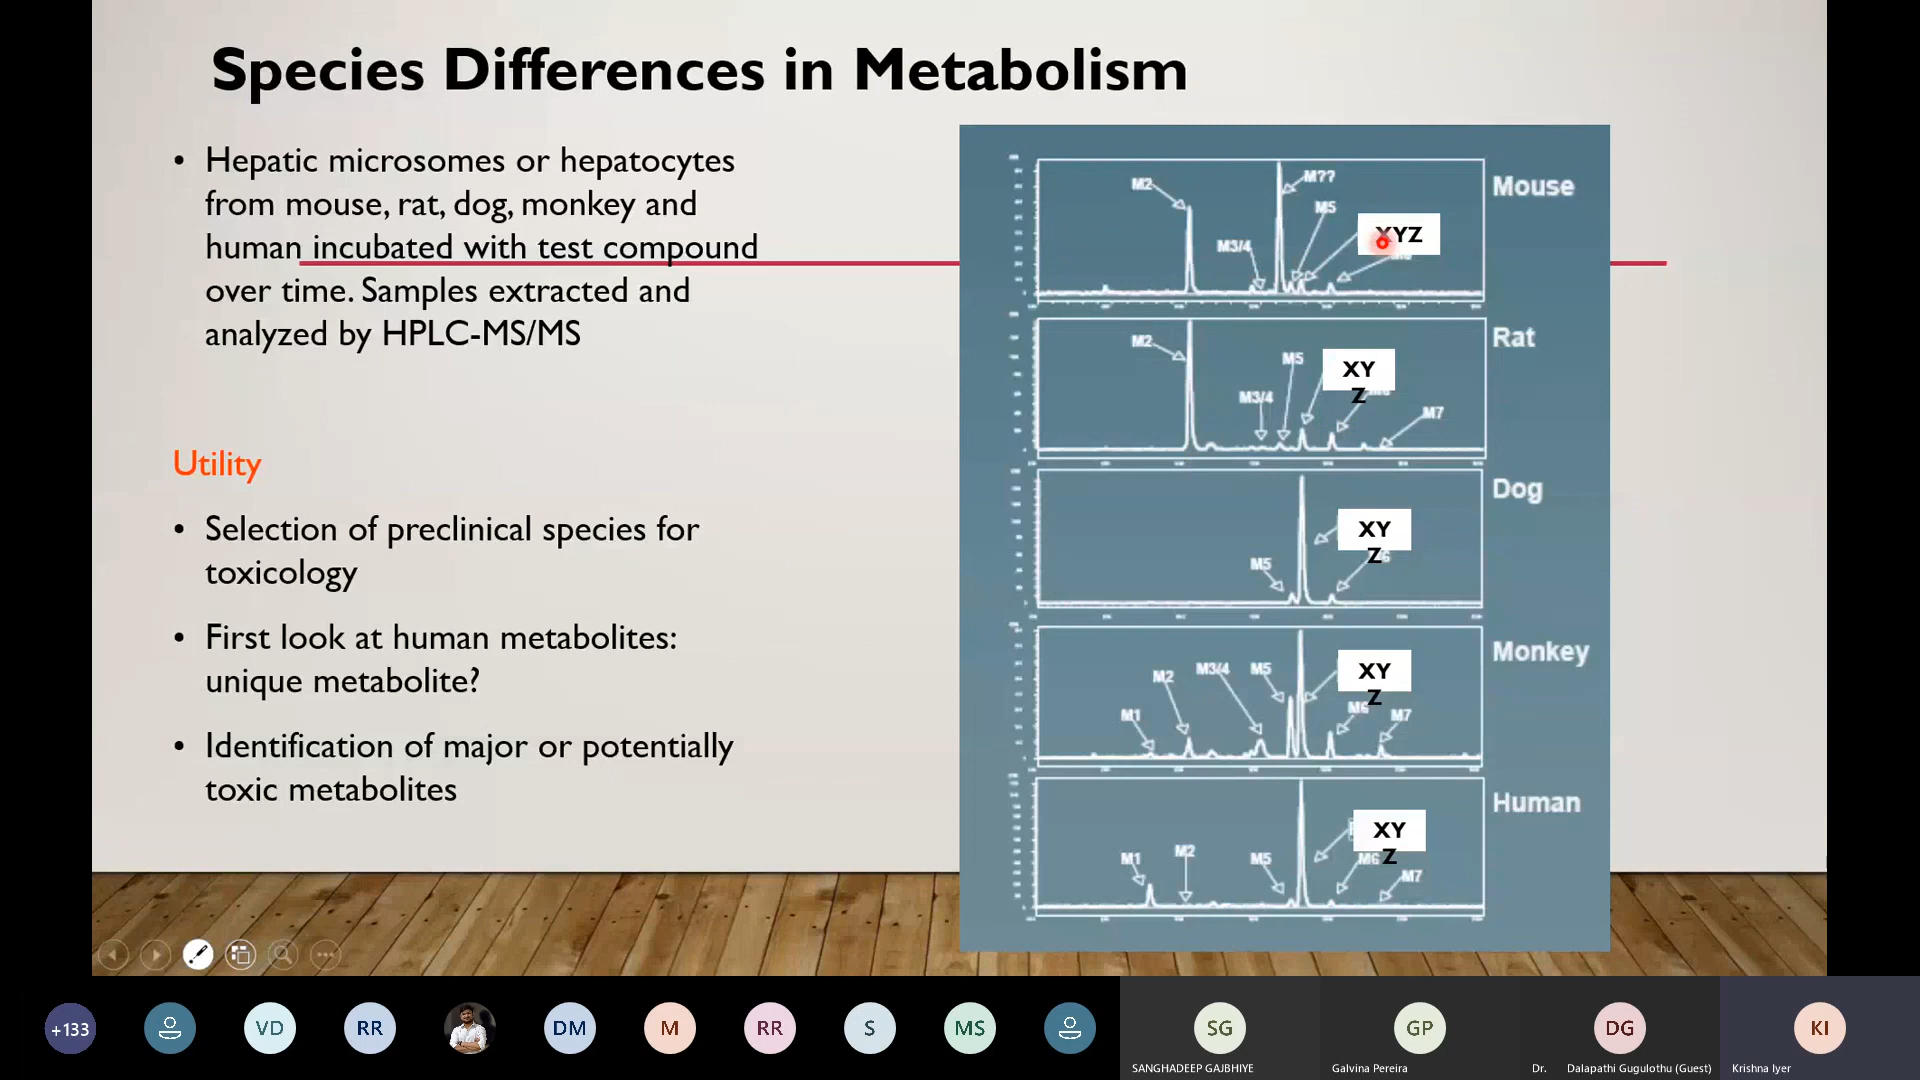 Species Differences in Metabolism
• Hepatic microsomes or hepatocytes
from mouse, rat, dog, monkey and
human incubated with test compound
over time. Samples extracted and
analyzed by HPLC-MS/MS
Utility
• Selection of preclinical species for
toxicology
• First look at human metabolites:
unique metabolite?
• Identification of major or potentially
toxic metabolites
Mouse
M2
M??
M5
M3/4
XYZ
Rat
M2
M5
XY
Z
M3/4
M7
Dog
XY
Z
M5
Monkey
M2
M3/4
M5
XY
Z
M1
M6
M7
Human
XY
Z
M1
M2
M5
M6
M7
+133
VD
RR
DM
M
RR
S
MS
SG
GP
DG
KI
SANGHADEEP GAJBHIYE
Galvina Pereira
Dr. Dalapathi Gugulothu (Guest)
Krishna Iyer